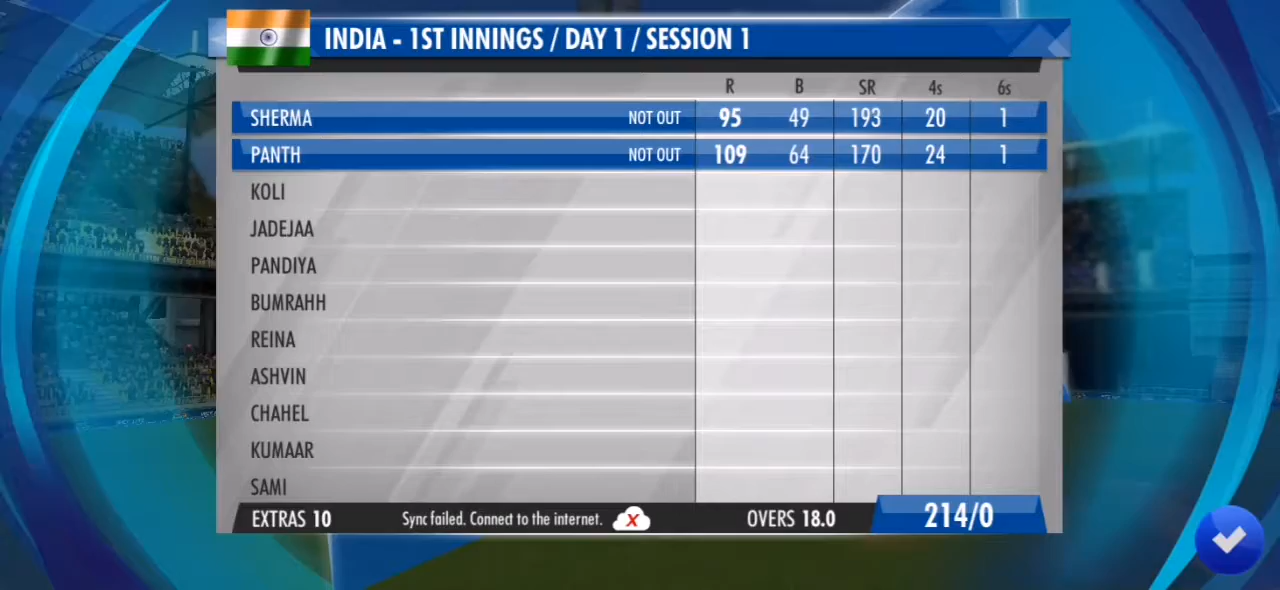 INDIA - 1ST INNINGS / DAY 1 / SESSION 1
R B SR 4s 6s
SHERMA NOT OUT 95 49 193 20 1
PANTH NOT OUT 109 64 170 24 1
KOLI
JADEJAA
PANDIYA
BUMRAHH
REINA
ASHVIN
CHAHEL
KUMAAR
SAMI
EXTRAS 10 Sync failed. Connect to the internet. X OVERS 18.0 214/0